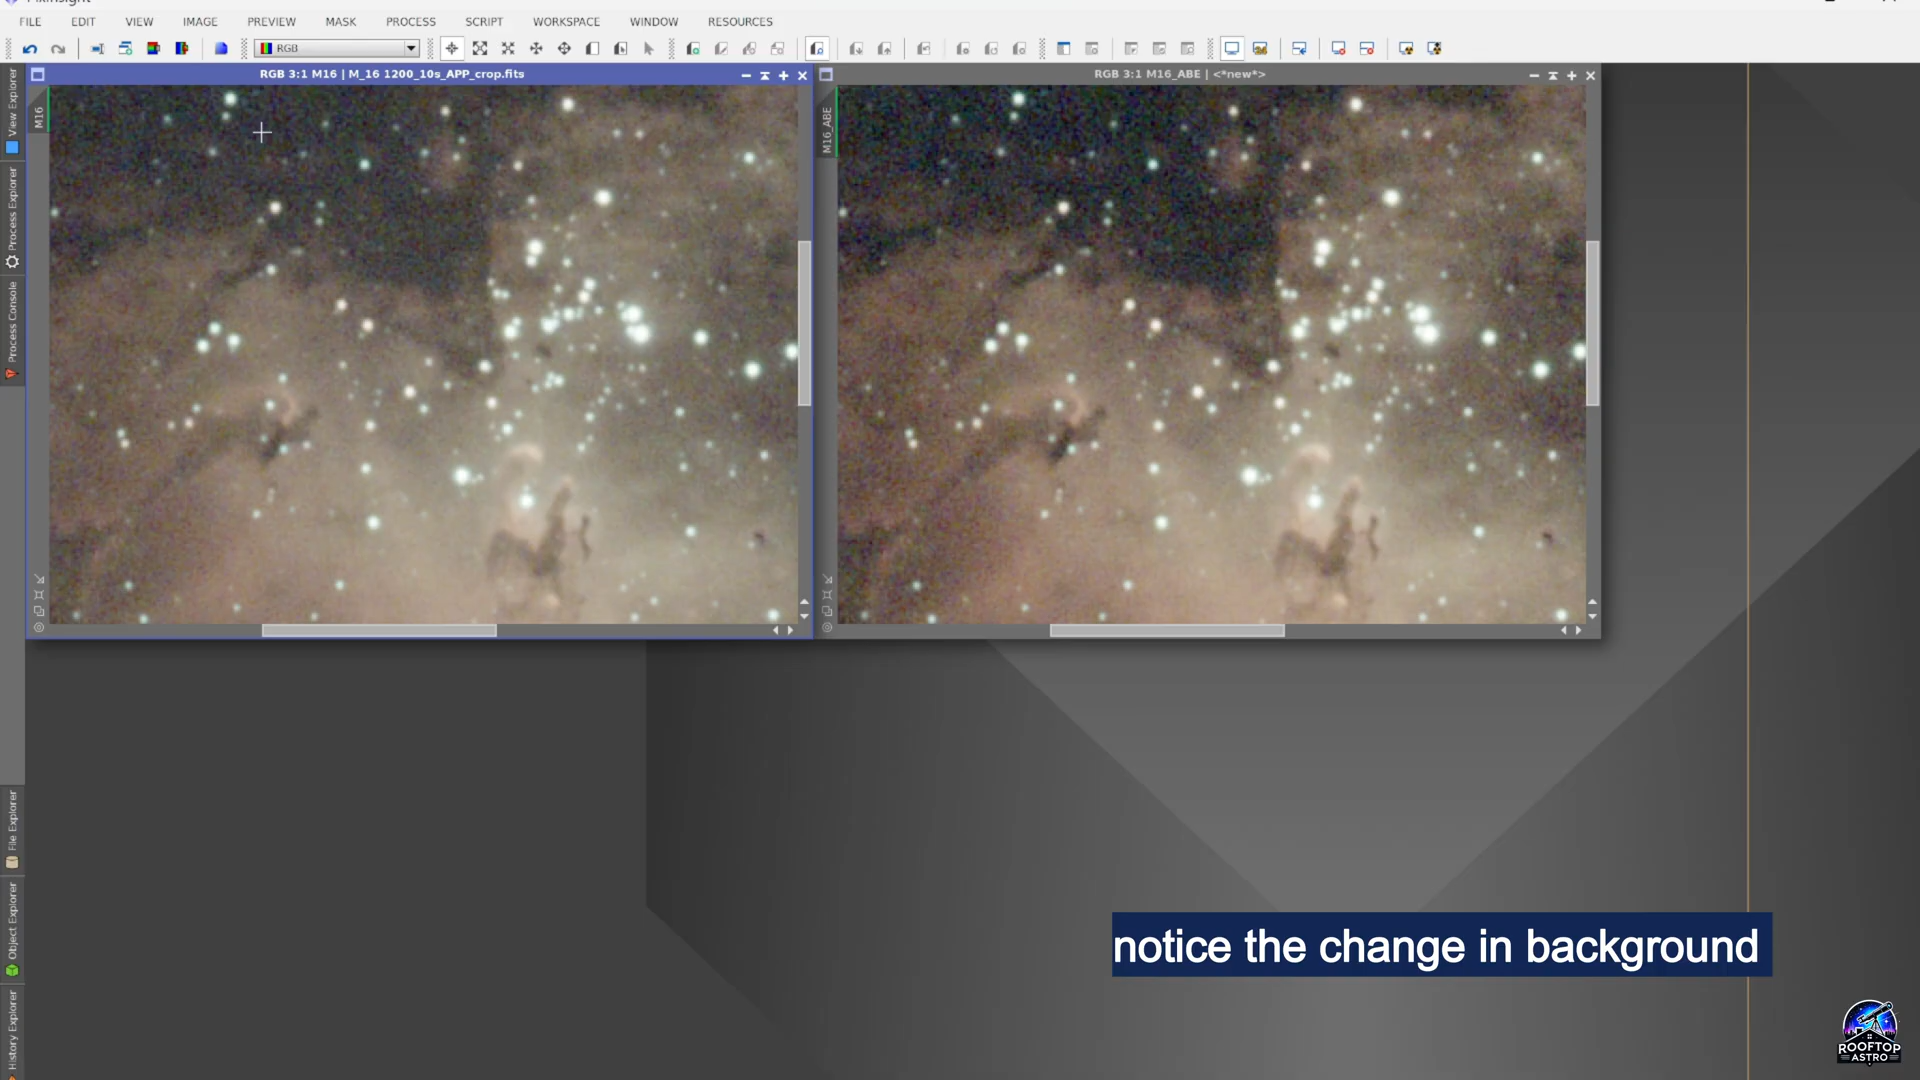 PixInsight
FILE EDIT VIEW IMAGE PREVIEW MASK PROCESS SCRIPT WORKSPACE WINDOW RESOURCES
RGB
RGB 3:1 M16 | M_16 1200_10s_APP_crop.fits
RGB 3:1 M16_ABE | <*new*>
M16
M16_ABE
View Explorer
Process Explorer
Process Console
File Explorer
Object Explorer
History Explorer
notice the change in background
ROOFTOP
ASTRO